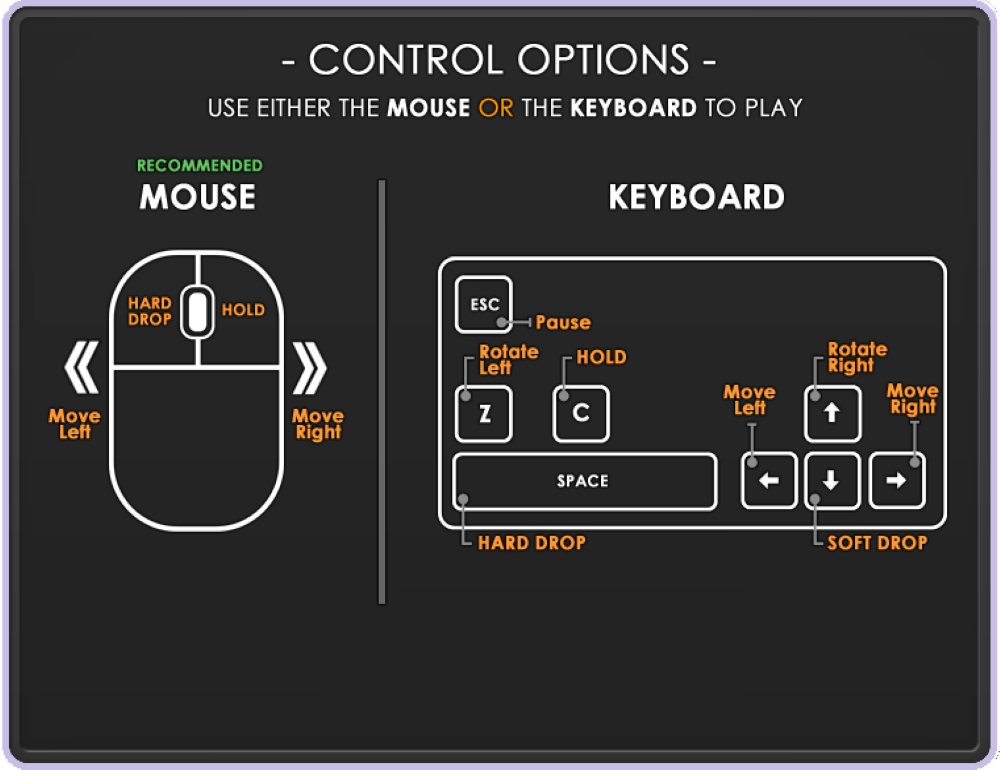 - CONTROL OPTIONS -
USE EITHER THE MOUSE OR THE KEYBOARD TO PLAY
RECOMMENDED
MOUSE
HARD
DROP
HOLD
Move
Left
Move
Right
KEYBOARD
ESC
Pause
Rotate
Left
HOLD
Z
C
Rotate
Right
Move
Left
Move
Right
SPACE
HARD DROP
SOFT DROP